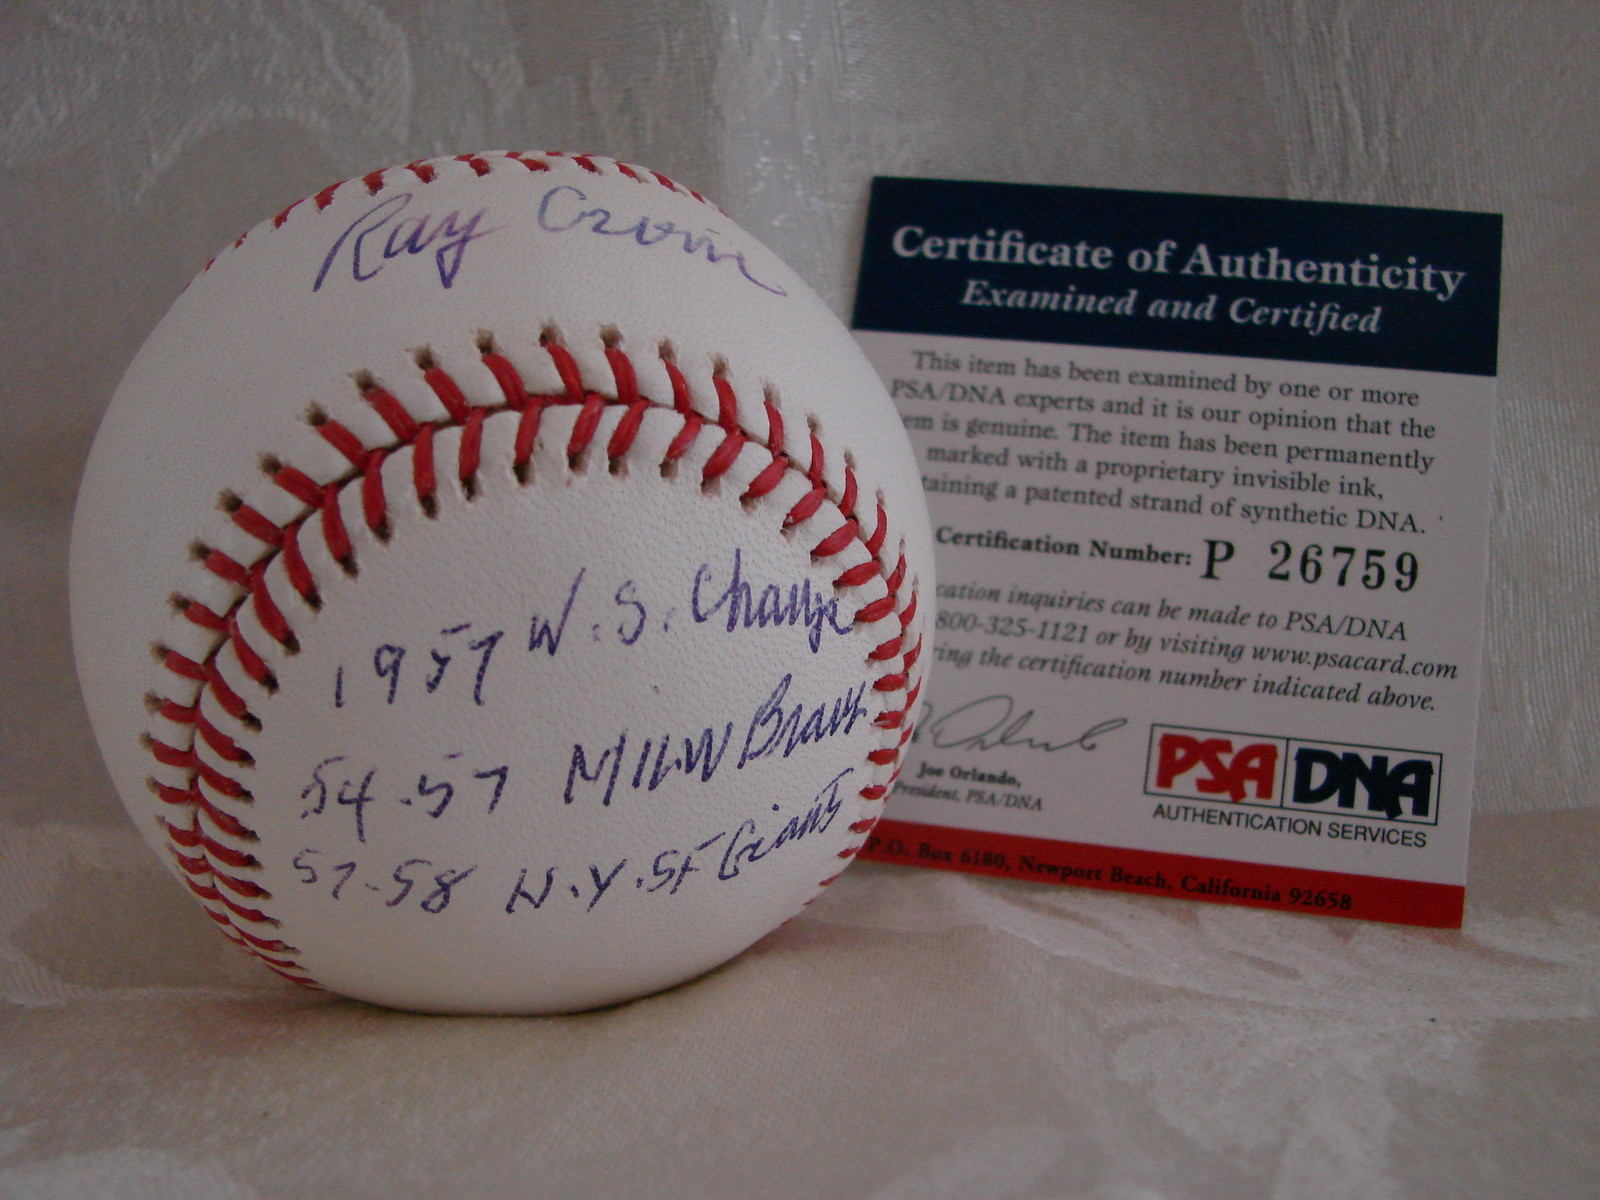 Ray Crone
1957 W.S. Champs
54-57 MILW Braves
57-58 N.Y.SF Giants
Certificate of Authenticity
Examined and Certified
This item has been examined by one or more
PSA/DNA experts and it is our opinion that the
em is genuine. The item has been permanently
marked with a proprietary invisible ink,
taining a patented strand of synthetic DNA.
Certification Number: P 26759
cation inquiries can be made to PSA/DNA
800-325-1121 or by visiting www.psacard.com
ring the certification number indicated above.
Joe Orlando,
President, PSA/DNA
PSA DNA
AUTHENTICATION SERVICES
P.O. Box 6180, Newport Beach, California 92658